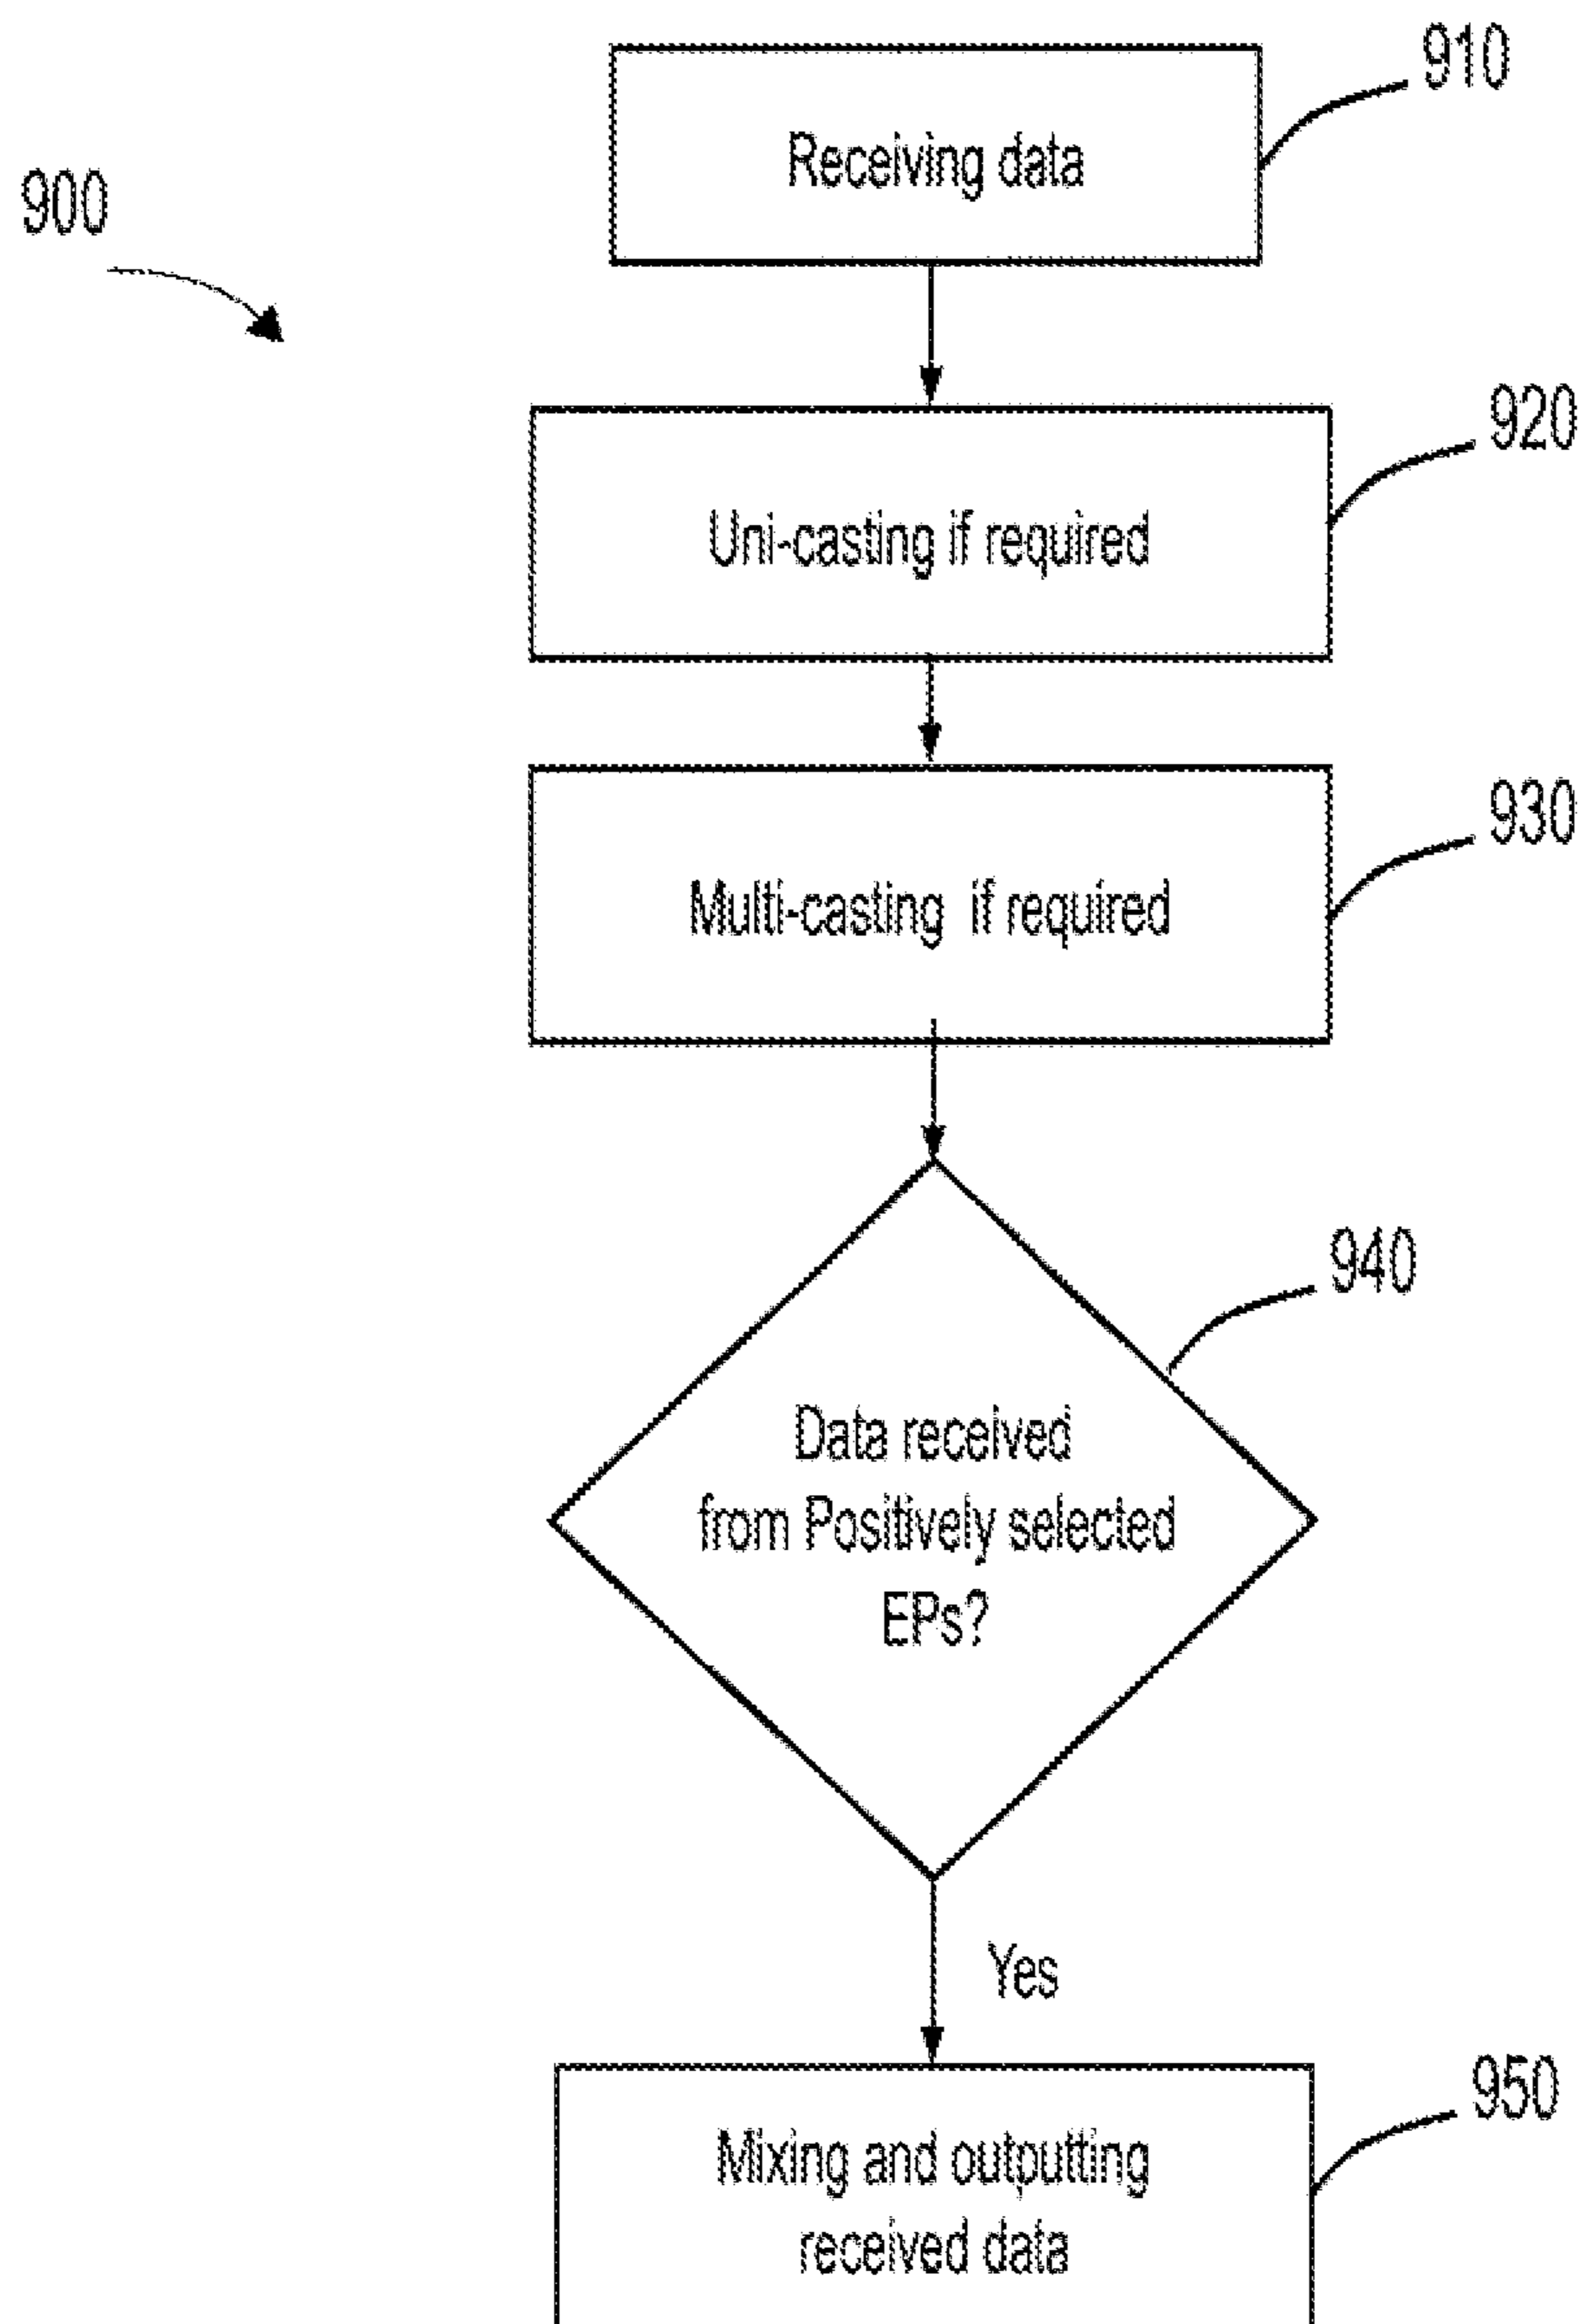 910
Receiving data
900
920
Uni-casting if required
930
Multi-casting if required
940
Data received
from Positively selected
EPs?
Yes
950
Mixing and outputting
received data